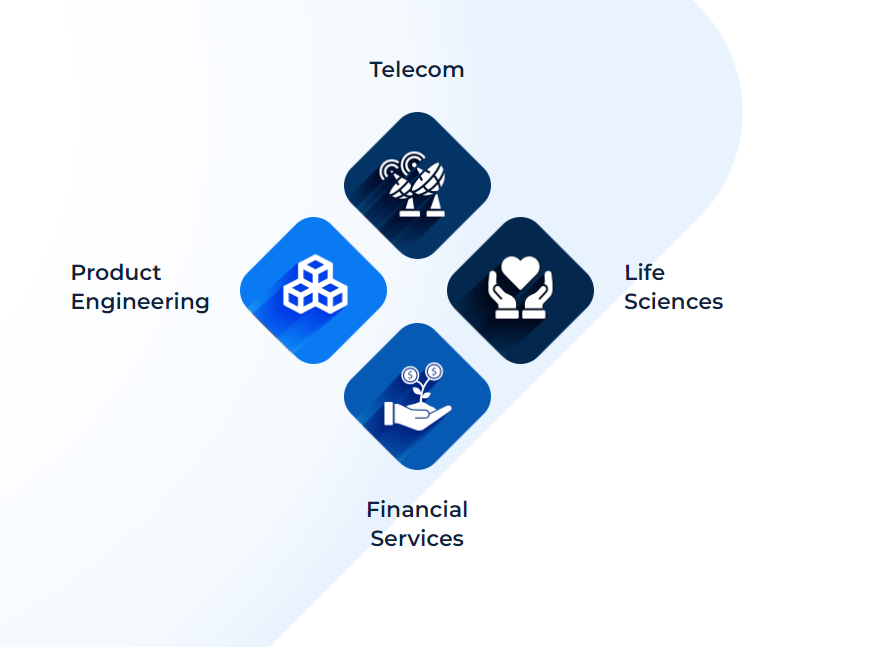 Telecom
Product
Engineering
Life
Sciences
$ $
Financial
Services